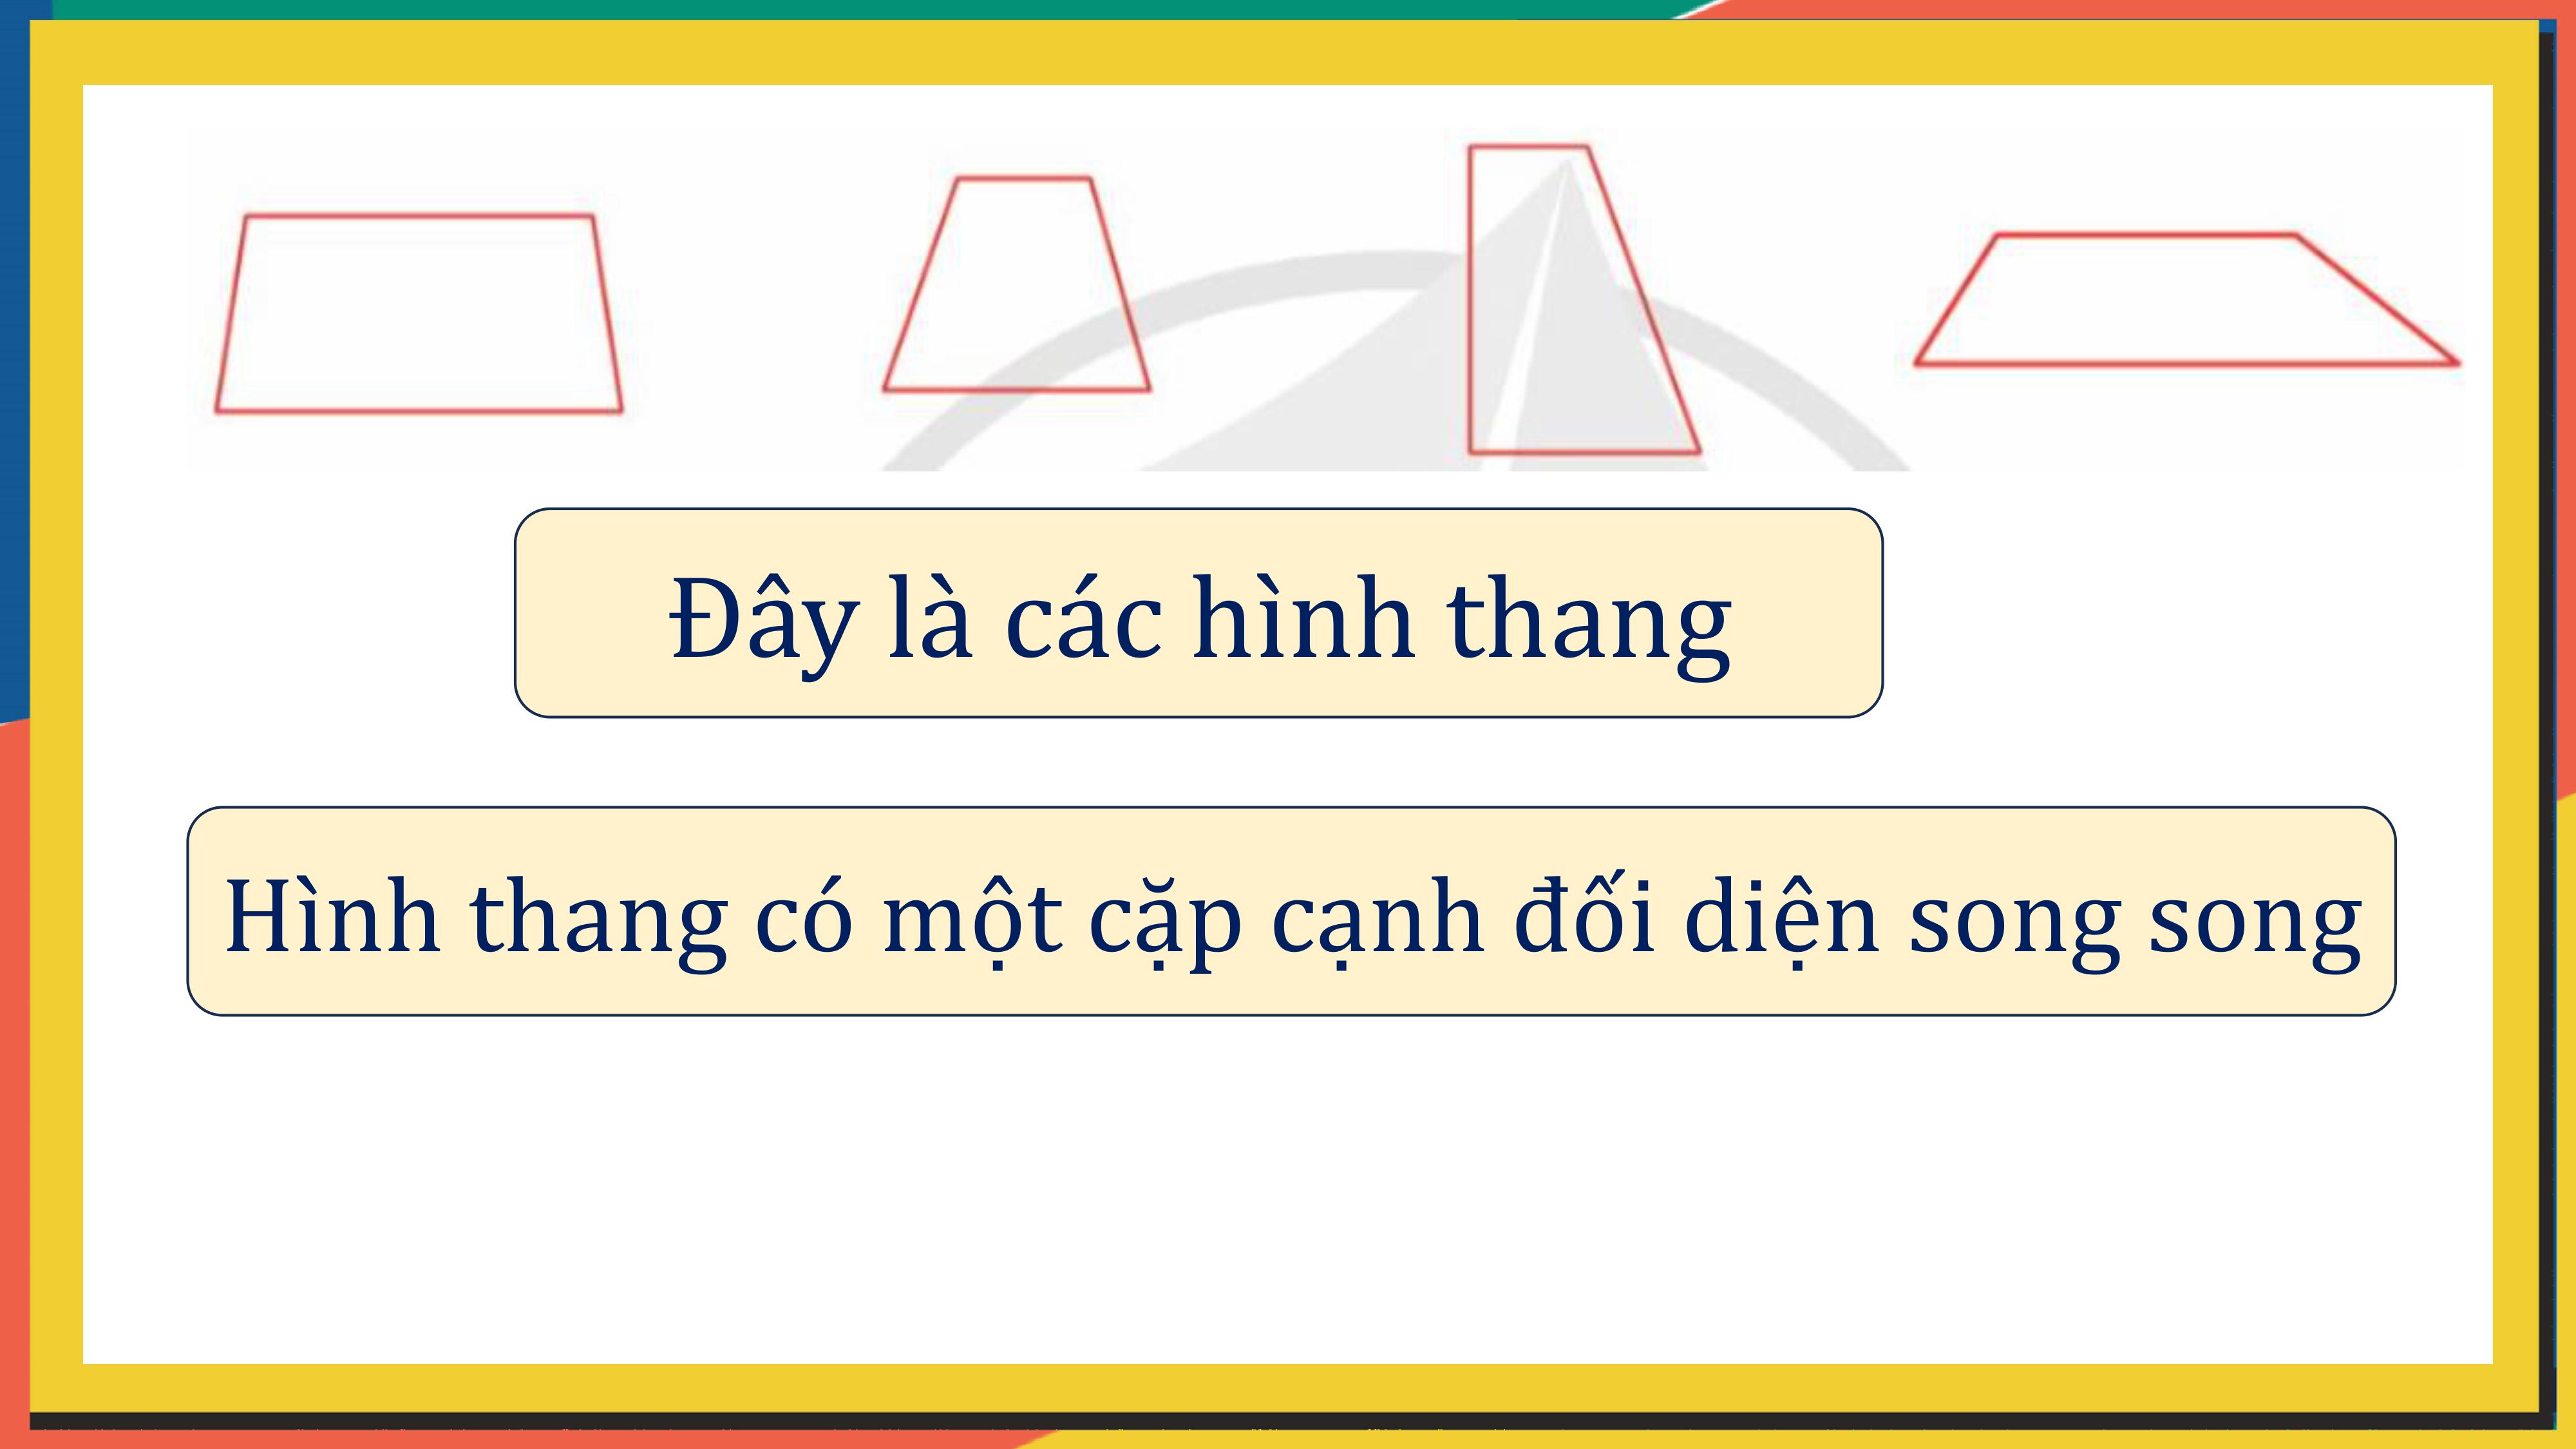 Đây là các hình thang
Hình thang có một cặp cạnh đối diện song song